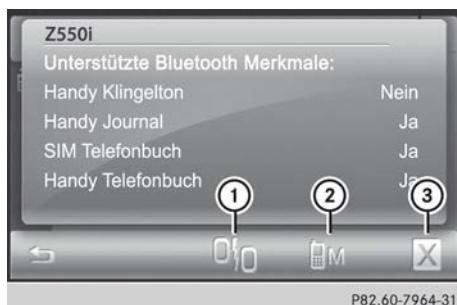 Z550i
Unterstützte Bluetooth Merkmale:
Handy Klingelton Nein
Handy Journal Ja
SIM Telefonbuch Ja
Handy Telefonbuch Ja
1 2 3
M X
P82.60-7964-31